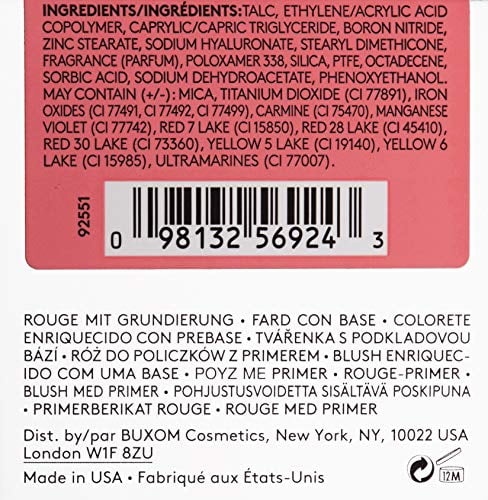 INGREDIENTS/INGRÉDIENTS:TALC, ETHYLENE/ACRYLIC ACID
COPOLYMER, CAPRYLIC/CAPRIC TRIGLYCERIDE, BORON NITRIDE,
ZINC STEARATE, SODIUM HYALURONATE, STEARYL DIMETHICONE,
FRAGRANCE (PARFUM), POLOXAMER 338, SILICA, PTFE, OCTADECENE,
SORBIC ACID, SODIUM DEHYDROACETATE, PHENOXYETHANOL.
MAY CONTAIN (+/-): MICA, TITANIUM DIOXIDE (CI 77891), IRON
OXIDES (CI 77491, CI 77492, CI 77499), CARMINE (CI 75470), MANGANESE
VIOLET (CI 77742), RED 7 LAKE (CI 15850), RED 28 LAKE (CI 45410),
RED 30 LAKE (CI 73360), YELLOW 5 LAKE (CI 19140), YELLOW 6
LAKE (CI 15985), ULTRAMARINES (CI 77007).
92551
0 98132 56924 3
ROUGE MIT GRUNDIERUNG • FARD CON BASE • COLORETE
ENRIQUECIDO CON PREBASE • TVÁŘENKA S PODKLADOVOU
BÁZÍ • RÓŻ DO POLICZKÓW Z PRIMEREM • BLUSH ENRIQUEC-
IDO COM UMA BASE • ΡΟΥΖ ΜΕ PRIMER • ROUGE-PRIMER •
BLUSH MED PRIMER • POHJUSTUSVOIDETTA SISÄLTÄVÄ POSKIPUNA
• PRIMERBERIKAT ROUGE • ROUGE MED PRIMER
Dist. by/par BUXOM Cosmetics, New York, NY, 10022 USA
London W1F 8ZU
Made in USA • Fabriqué aux États-Unis
12M